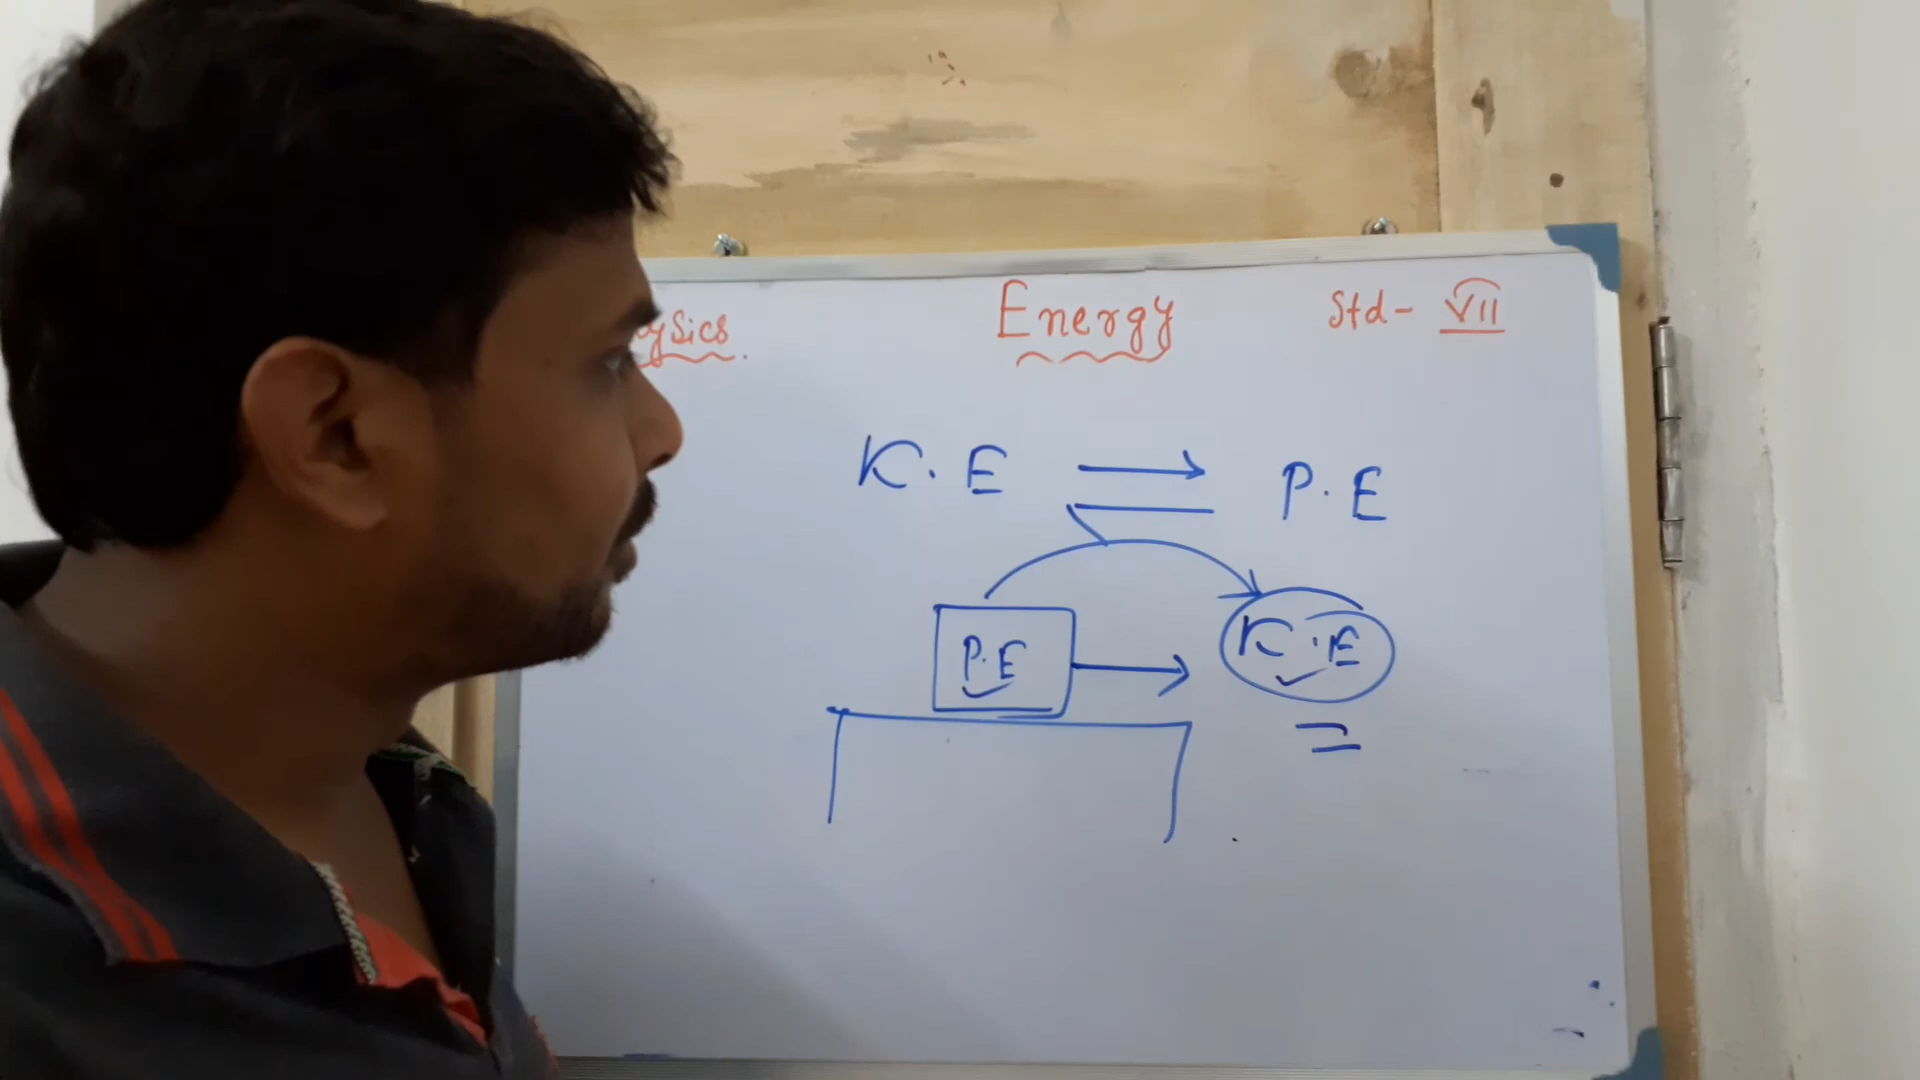 ysics. Energy Std- VII
K.E P.E
P.E K.E